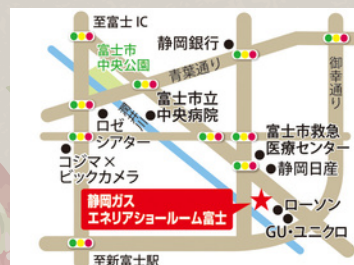 至富士 IC
静岡銀行
富士市
中央公園
青葉通り
御幸通り
潤井川
富士市立
中央病院
ロゼ
シアター
富士市救急
医療センター
コジマ×
ビックカメラ
静岡日産
静岡ガス
エネリアショールーム富士
ローソン
GU・ユニクロ
至新富士駅